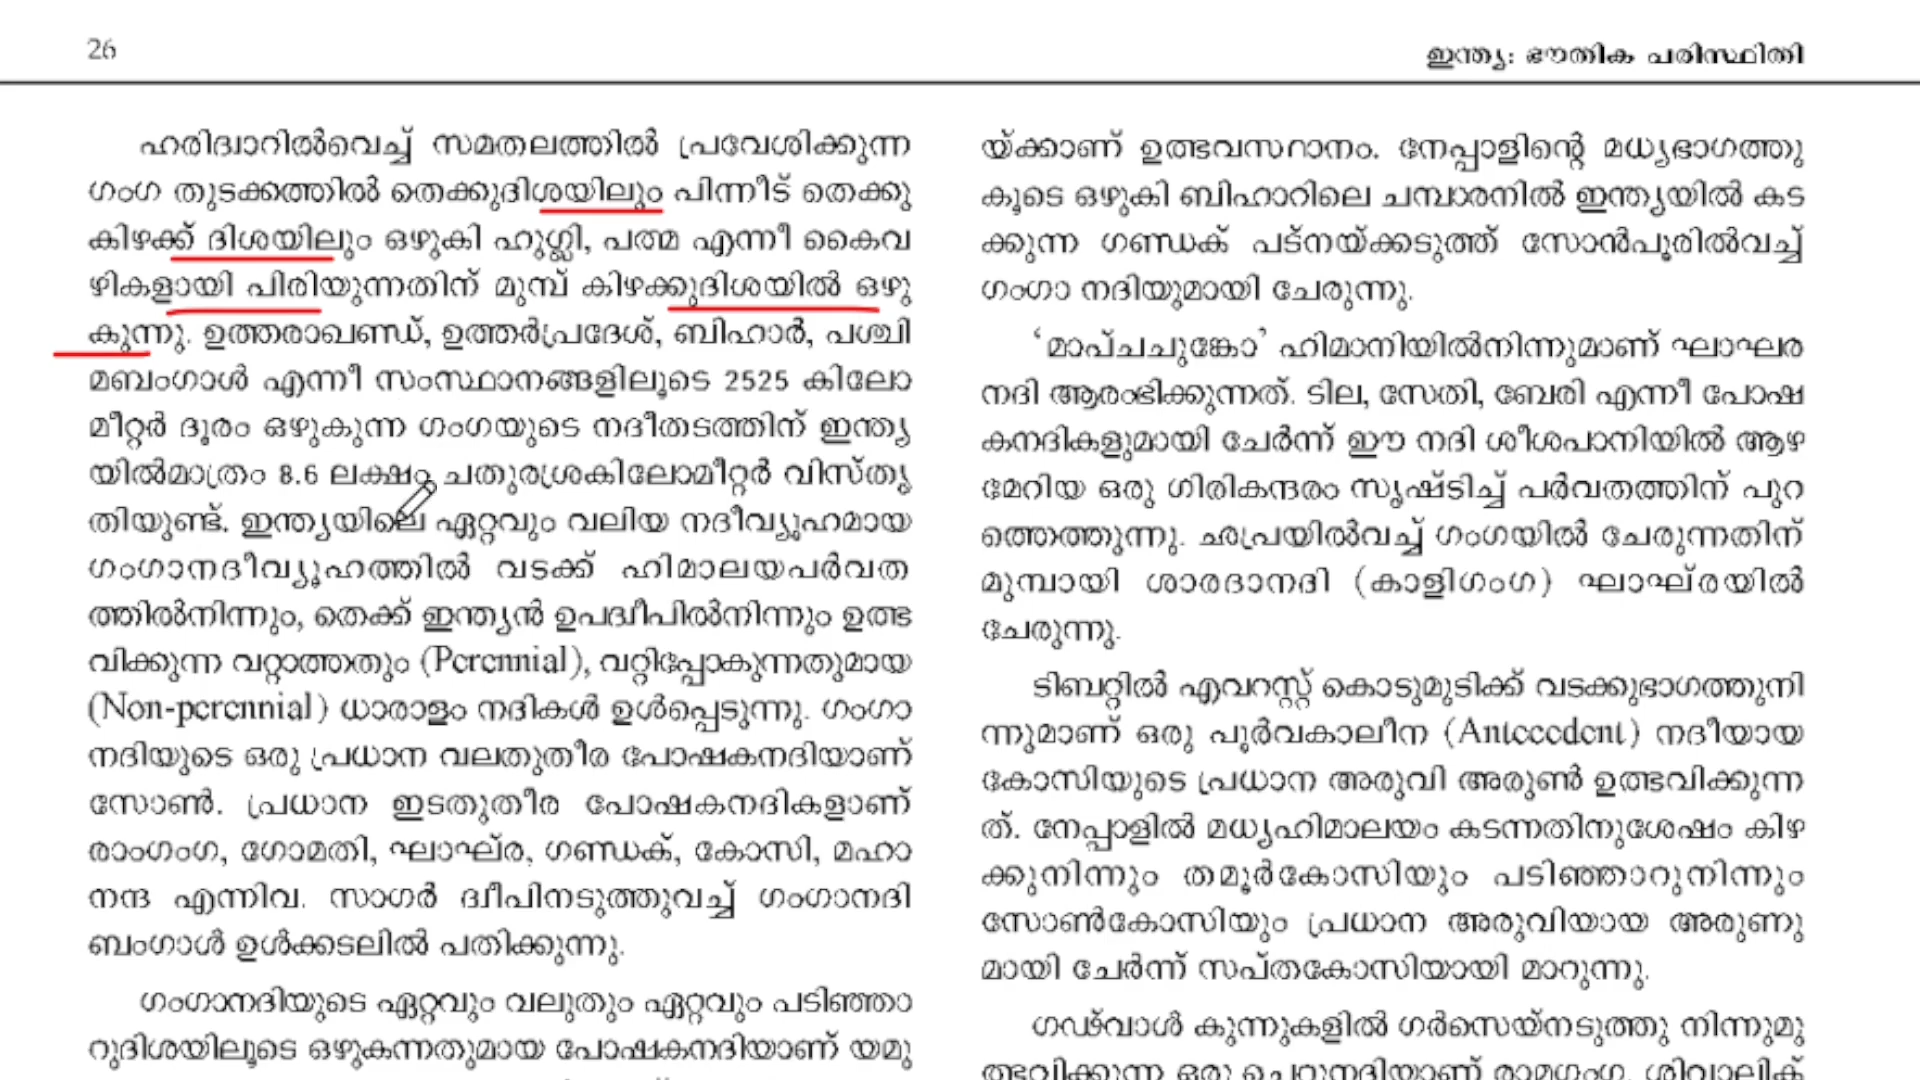 26
ഇന്ത്യ: ഭൗതിക പരിസ്ഥിതി
ഹരിദ്വാറിൽവെച്ച് സമതലത്തിൽ പ്രവേശിക്കുന്ന
ഗംഗ തുടക്കത്തിൽ തെക്കുദിശയിലും പിന്നീട് തെക്കു
കിഴക്ക് ദിശയിലും ഒഴുകി ഹുഗ്ലി, പത്മ എന്നീ കൈവ
ഴികളായി പിരിയുന്നതിന് മുമ്പ് കിഴക്കുദിശയിൽ ഒഴു
കുന്നു. ഉത്തരാഖണ്ഡ്, ഉത്തർപ്രദേശ്, ബിഹാർ, പശ്ചി
മബംഗാൾ എന്നീ സംസ്ഥാനങ്ങളിലൂടെ 2525 കിലോ
മീറ്റർ ദൂരം ഒഴുകുന്ന ഗംഗയുടെ നദീതടത്തിന് ഇന്ത്യ
യിൽമാത്രം 8.6 ലക്ഷം ചതുരശ്രകിലോമീറ്റർ വിസ്തൃ
തിയുണ്ട്. ഇന്ത്യയിലെ ഏറ്റവും വലിയ നദീവ്യൂഹമായ
ഗംഗാനദീവ്യൂഹത്തിൽ വടക്ക് ഹിമാലയപർവത
ത്തിൽനിന്നും, തെക്ക് ഇന്ത്യൻ ഉപദ്വീപിൽനിന്നും ഉത്ഭ
വിക്കുന്ന വറ്റാത്തതും (Perennial), വറ്റിപ്പോകുന്നതുമായ
(Non-perennial) ധാരാളം നദികൾ ഉൾപ്പെടുന്നു. ഗംഗാ
നദിയുടെ ഒരു പ്രധാന വലതുതീര പോഷകനദിയാണ്
സോൺ. പ്രധാന ഇടതുതീര പോഷകനദികളാണ്
രാംഗംഗ, ഗോമതി, ഘാഘ്ര, ഗണ്ഡക്, കോസി, മഹാ
നന്ദ എന്നിവ. സാഗർ ദ്വീപിനടുത്തുവച്ച് ഗംഗാനദി
ബംഗാൾ ഉൾക്കടലിൽ പതിക്കുന്നു.
ഗംഗാനദിയുടെ ഏറ്റവും വലുതും ഏറ്റവും പടിഞ്ഞാ
റുദിശയിലൂടെ ഒഴുകുന്നതുമായ പോഷകനദിയാണ് യമു
യ്ക്കാണ് ഉത്ഭവസ്ഥാനം. നേപ്പാളിന്റെ മധ്യഭാഗത്തു
കൂടെ ഒഴുകി ബിഹാറിലെ ചമ്പാരനിൽ ഇന്ത്യയിൽ കട
ക്കുന്ന ഗണ്ഡക് പട്നയ്ക്കടുത്ത് സോൻപൂരിൽവച്ച്
ഗംഗാ നദിയുമായി ചേരുന്നു.
‘മാപ്ചചുങ്കോ’ ഹിമാനിയിൽനിന്നുമാണ് ഘാഘര
നദി ആരംഭിക്കുന്നത്. ടില, സേതി, ബേരി എന്നീ പോഷ
കനദികളുമായി ചേർന്ന് ഈ നദി ശീശപാനിയിൽ ആഴ
മേറിയ ഒരു ഗിരികന്ദരം സൃഷ്ടിച്ച് പർവതത്തിന് പുറ
ത്തെത്തുന്നു. ഛപ്രയിൽവച്ച് ഗംഗയിൽ ചേരുന്നതിന്
മുമ്പായി ശാരദാനദി (കാളിഗംഗ) ഘാഘ്രയിൽ
ചേരുന്നു.
ടിബറ്റിൽ എവറസ്റ്റ് കൊടുമുടിക്ക് വടക്കുഭാഗത്തുനി
ന്നുമാണ് ഒരു പൂർവകാലീന (Antecedent) നദീയായ
കോസിയുടെ പ്രധാന അരുവി അരുൺ ഉത്ഭവിക്കുന്ന
ത്. നേപ്പാളിൽ മധ്യഹിമാലയം കടന്നതിനുശേഷം കിഴ
ക്കുനിന്നും തമൂർകോസിയും പടിഞ്ഞാറുനിന്നും
സോൺകോസിയും പ്രധാന അരുവിയായ അരുണു
മായി ചേർന്ന് സപ്തകോസിയായി മാറുന്നു.
ഗഢ്വാൾ കുന്നുകളിൽ ഗർസെയ്നടുത്തു നിന്നുമു
ത്ഭവിക്കുന്ന ഒരു ചെറുനദിയാണ് രാമഗംഗ. ശിവാലിക്